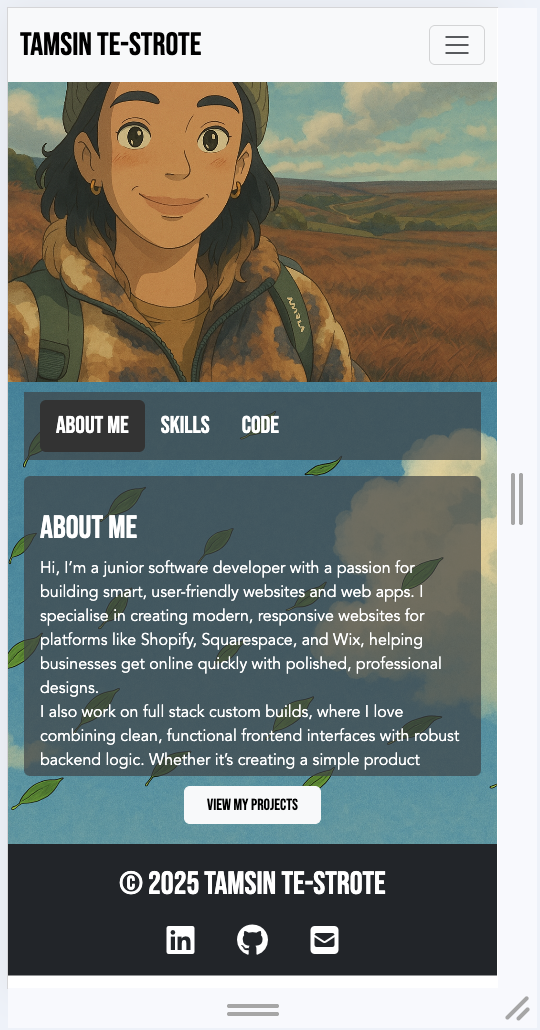 TAMSIN TE-STROTE
ABOUT ME
SKILLS
CODE
ABOUT ME
Hi, I’m a junior software developer with a passion for
building smart, user-friendly websites and web apps. I
specialise in creating modern, responsive websites for
platforms like Shopify, Squarespace, and Wix, helping
businesses get online quickly with polished, professional
designs.
I also work on full stack custom builds, where I love
combining clean, functional frontend interfaces with robust
backend logic. Whether it’s creating a simple product
VIEW MY PROJECTS
© 2025 TAMSIN TE-STROTE
in